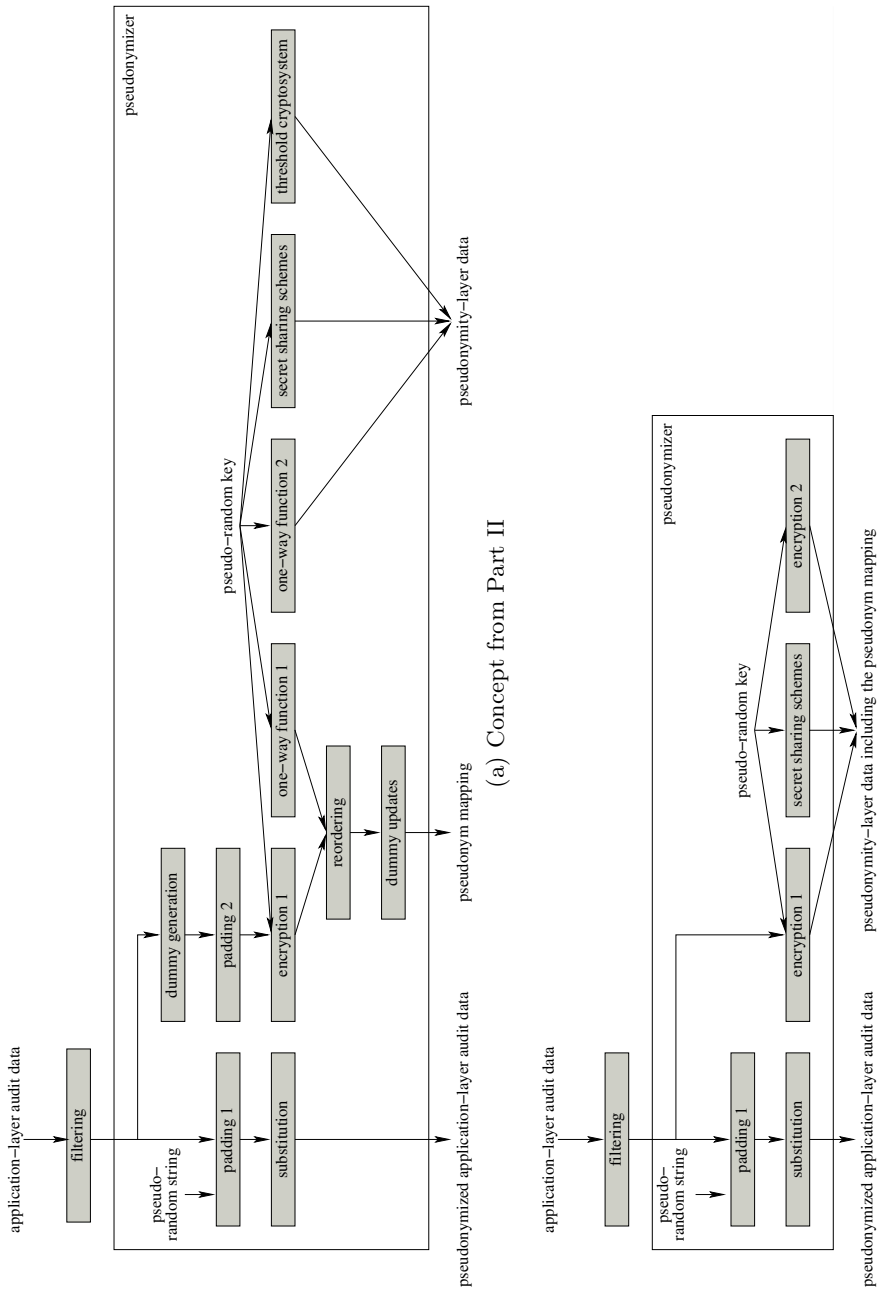 application−layer audit data
filtering
pseudonymizer
pseudo−
random string
padding 1
substitution
dummy generation
padding 2
encryption 1
pseudo−random key
one−way function 1
one−way function 2
secret sharing schemes
threshold cryptosystem
reordering
dummy updates
pseudonymized application−layer audit data
pseudonym mapping
pseudonymity−layer data
(a) Concept from Part II
application−layer audit data
filtering
pseudonymizer
pseudo−
random string
padding 1
substitution
pseudo−random key
encryption 1
secret sharing schemes
encryption 2
pseudonymized application−layer audit data
pseudonymity−layer data including the pseudonym mapping